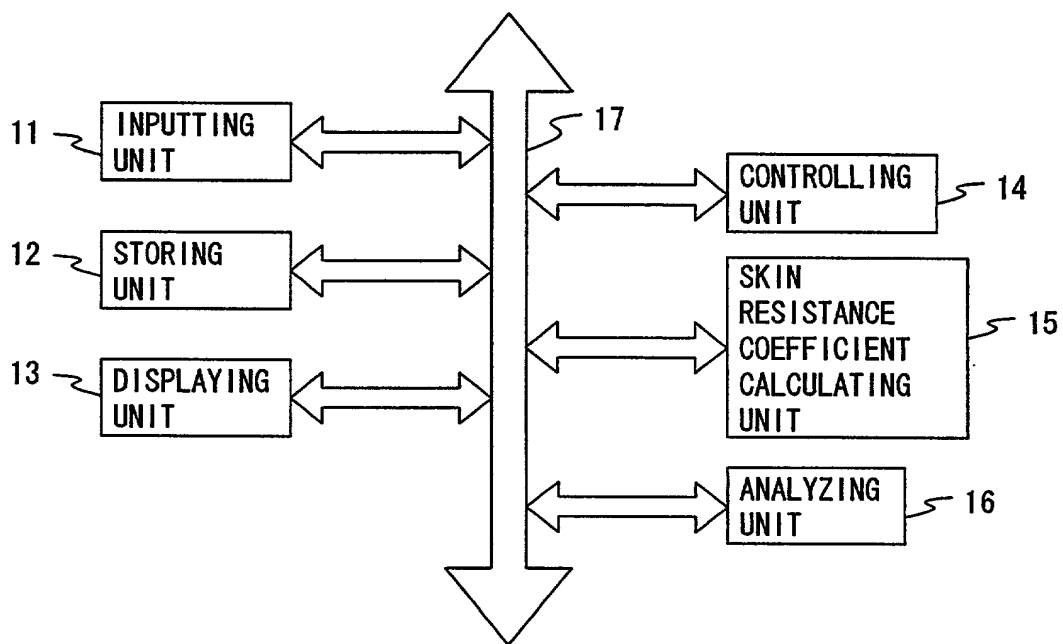 11
INPUTTING
UNIT
12
STORING
UNIT
13
DISPLAYING
UNIT
17
CONTROLLING
UNIT
14
SKIN
RESISTANCE
COEFFICIENT
CALCULATING
UNIT
15
ANALYZING
UNIT
16